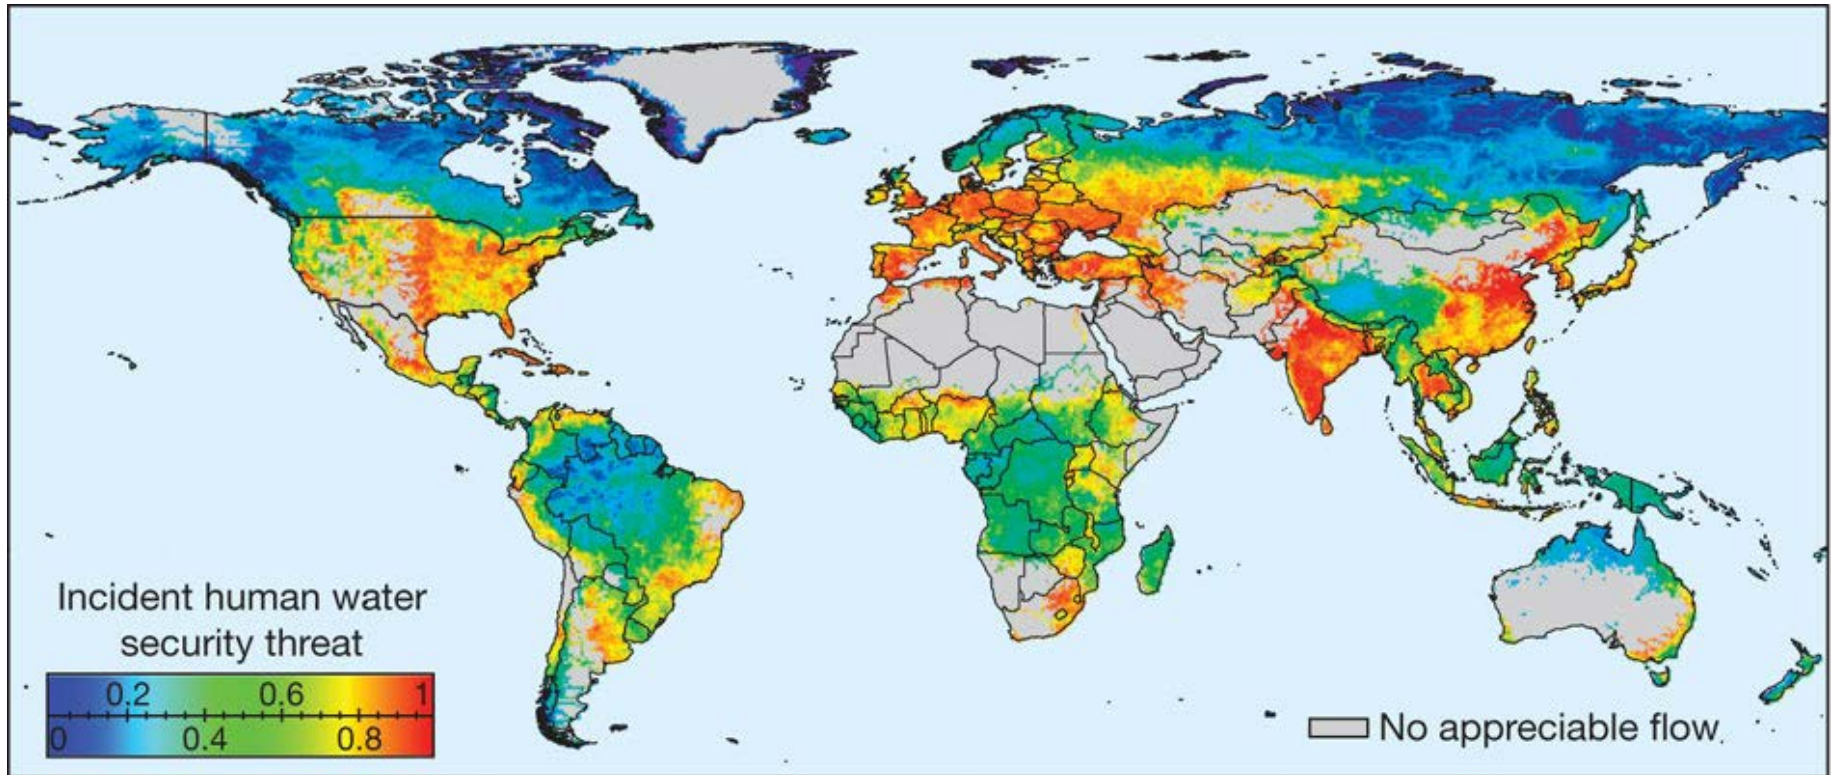 Incident human water
security threat
0.2 0.6 1
0 0.4 0.8
No appreciable flow